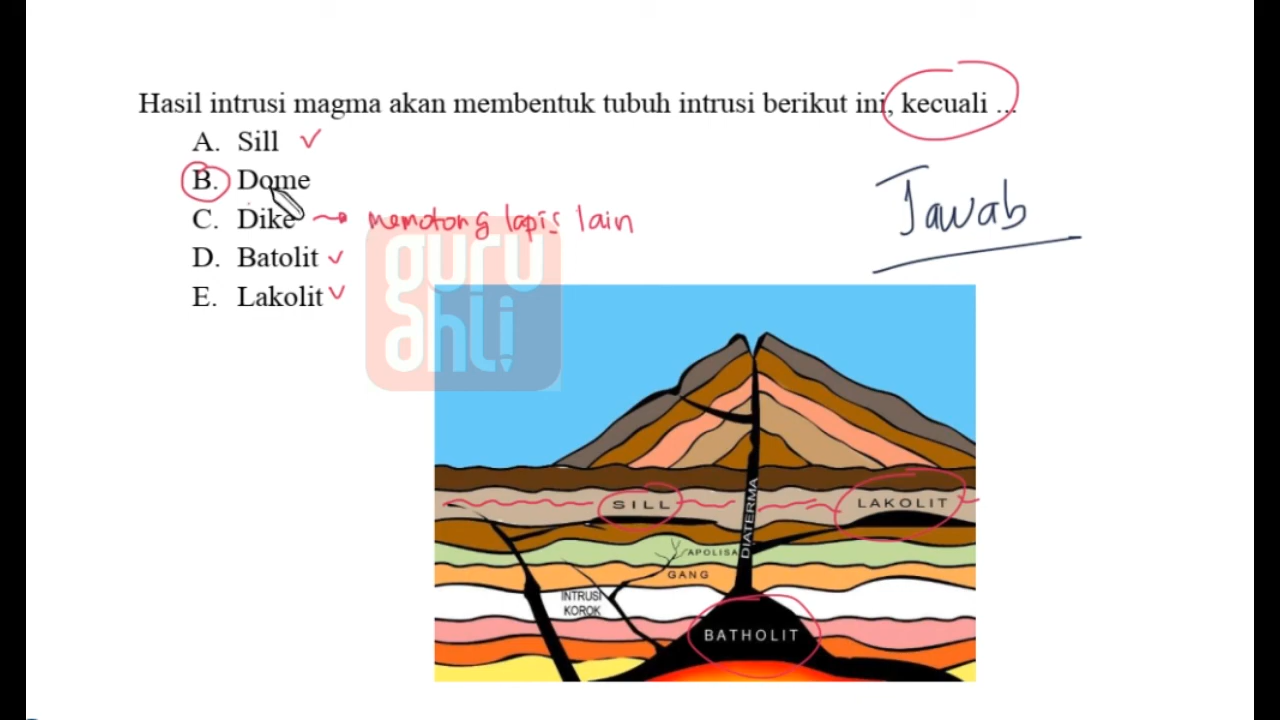 Hasil intrusi magma akan membentuk tubuh intrusi berikut ini, kecuali ...
A. Sill
B. Dome
C. Dike → memotong lapis lain
D. Batolit
E. Lakolit
Jawab
guru
ahli
SILL
LAKOLIT
DIATERMA
APOLISA
GANG
INTRUSI
KOROK
BATHOLIT